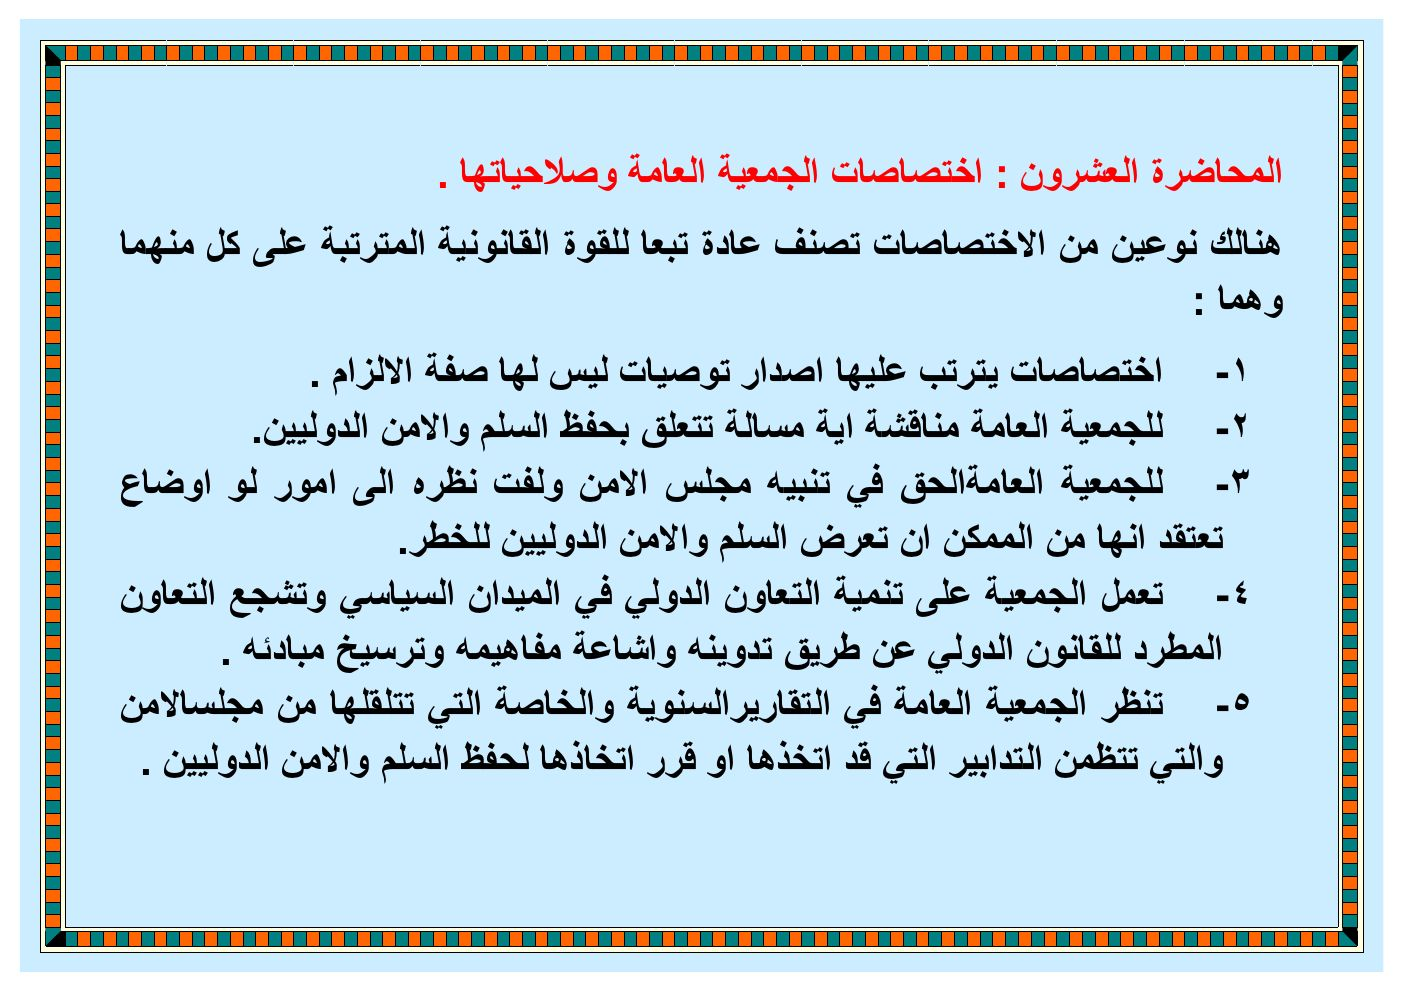 المحاضرة العشرون : اختصاصات الجمعية العامة وصلاحياتها .
هنالك نوعين من الاختصاصات تصنف عادة تبعا للقوة القانونية المترتبة على كل منهما
وهما :
١- اختصاصات يترتب عليها اصدار توصيات ليس لها صفة الالزام .
٢- للجمعية العامة مناقشة اية مسالة تتعلق بحفظ السلم والامن الدوليين.
٣- للجمعية العامةالحق في تنبيه مجلس الامن ولفت نظره الى امور لو اوضاع
تعتقد انها من الممكن ان تعرض السلم والامن الدوليين للخطر.
٤- تعمل الجمعية على تنمية التعاون الدولي في الميدان السياسي وتشجع التعاون
المطرد للقانون الدولي عن طريق تدوينه واشاعة مفاهيمه وترسيخ مبادئه .
٥- تنظر الجمعية العامة في التقاريرالسنوية والخاصة التي تتلقلها من مجلسالامن
والتي تتظمن التدابير التي قد اتخذها او قرر اتخاذها لحفظ السلم والامن الدوليين .